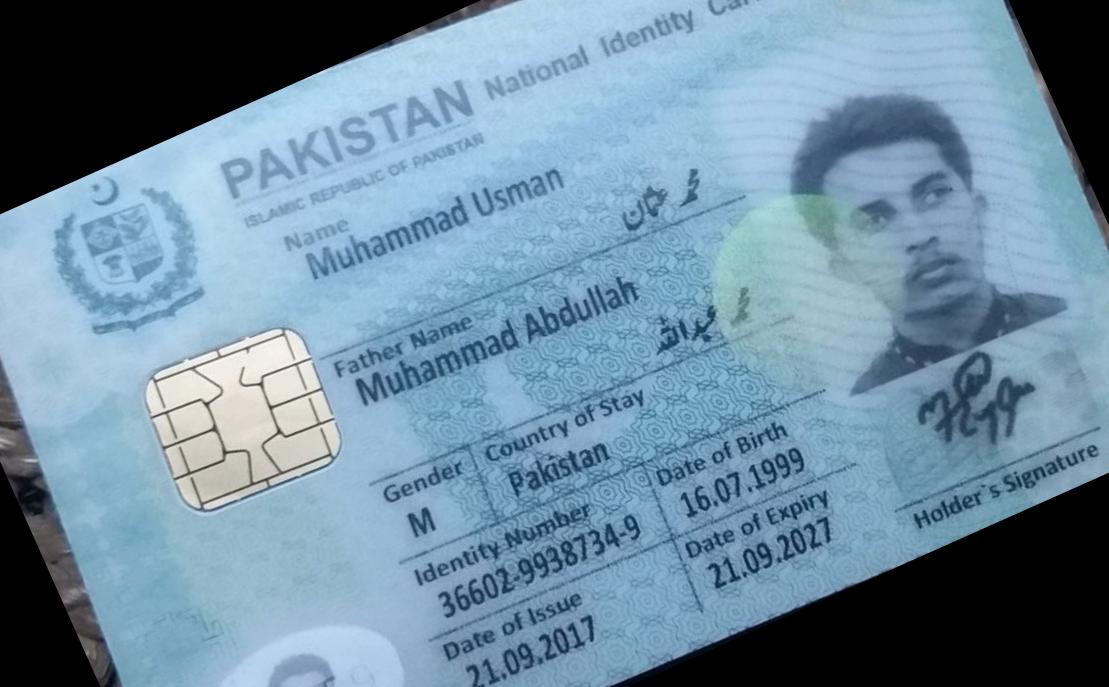 PAKISTAN National Identity
ISLAMIC REPUBLIC OF PAKISTAN
Name
Muhammad Usman
محمد عثمان
Father Name
Muhammad Abdullah
محمد عبداللہ
Gender
M
Country of Stay
Pakistan
Identity Number
36602-9938734-9
Date of Birth
16.07.1999
Date of Issue
21.09.2017
Date of Expiry
21.09.2027
Holder`s Signature